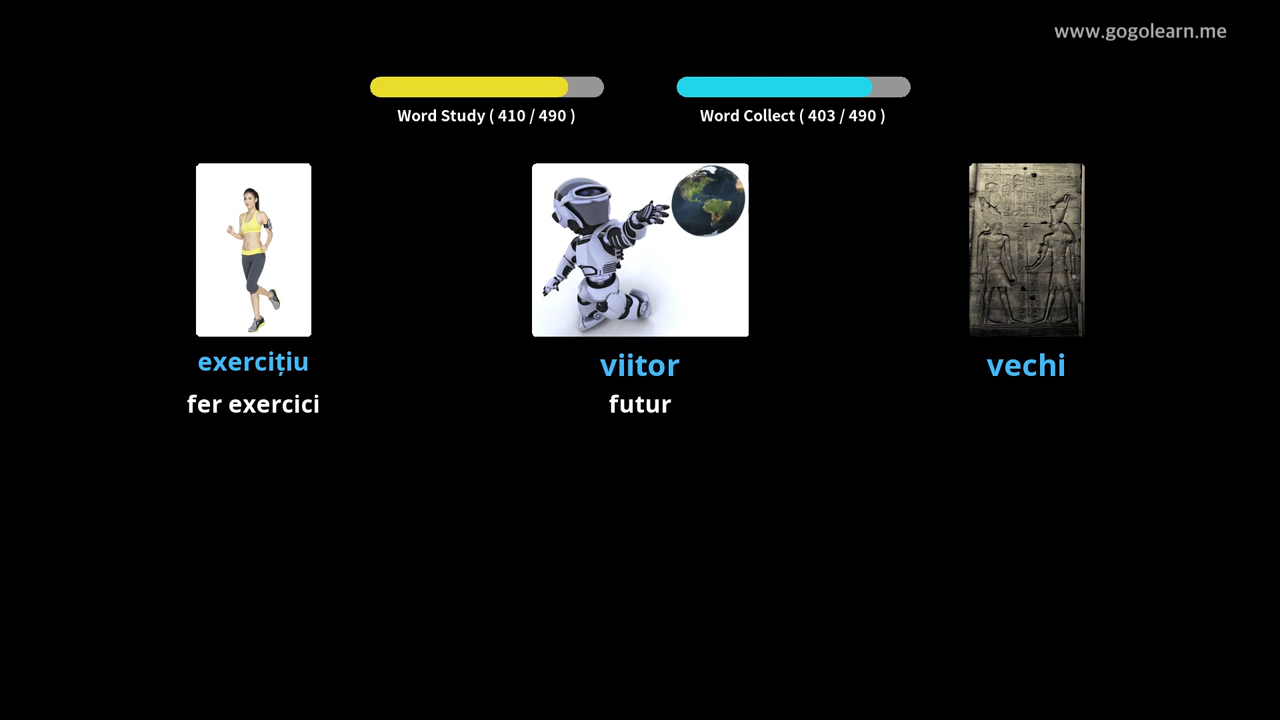 www.gogolearn.me
Word Study ( 410 / 490 )
Word Collect ( 403 / 490 )
exercițiu
viitor
vechi
fer exercici
futur